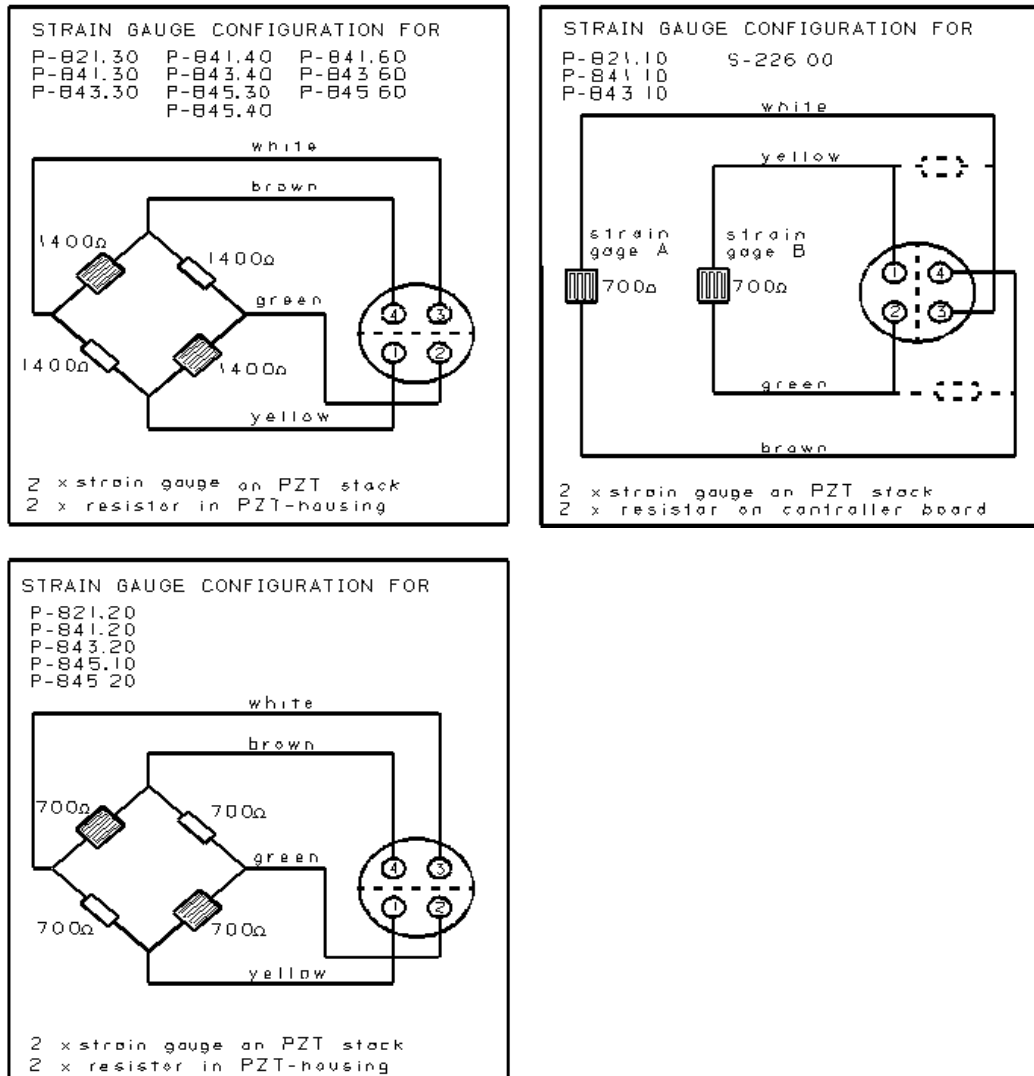 STRAIN GAUGE CONFIGURATION FOR
P-821.30 P-841.40 P-841.60
P-841.30 P-843.40 P-843 60
P-843.30 P-845.30 P-845 60
P-845.40
white
brown
1400Ω
1400Ω
green
4 3
1400Ω
1400Ω
1 2
yellow
2 x strain gauge on PZT stack
2 x resistor in PZT-housing
STRAIN GAUGE CONFIGURATION FOR
P-821.10 S-226 00
P-841 10
P-843 10
white
yellow
strain
gage A
strain
gage B
700Ω
700Ω
1 4
2 3
green
brown
2 x strain gauge on PZT stack
2 x resistor on controller board
STRAIN GAUGE CONFIGURATION FOR
P-821.20
P-841.20
P-843.20
P-845.10
P-845 20
white
brown
700Ω
700Ω
green
4 3
700Ω
700Ω
1 2
yellow
2 x strain gauge on PZT stack
2 x resistor in PZT-housing